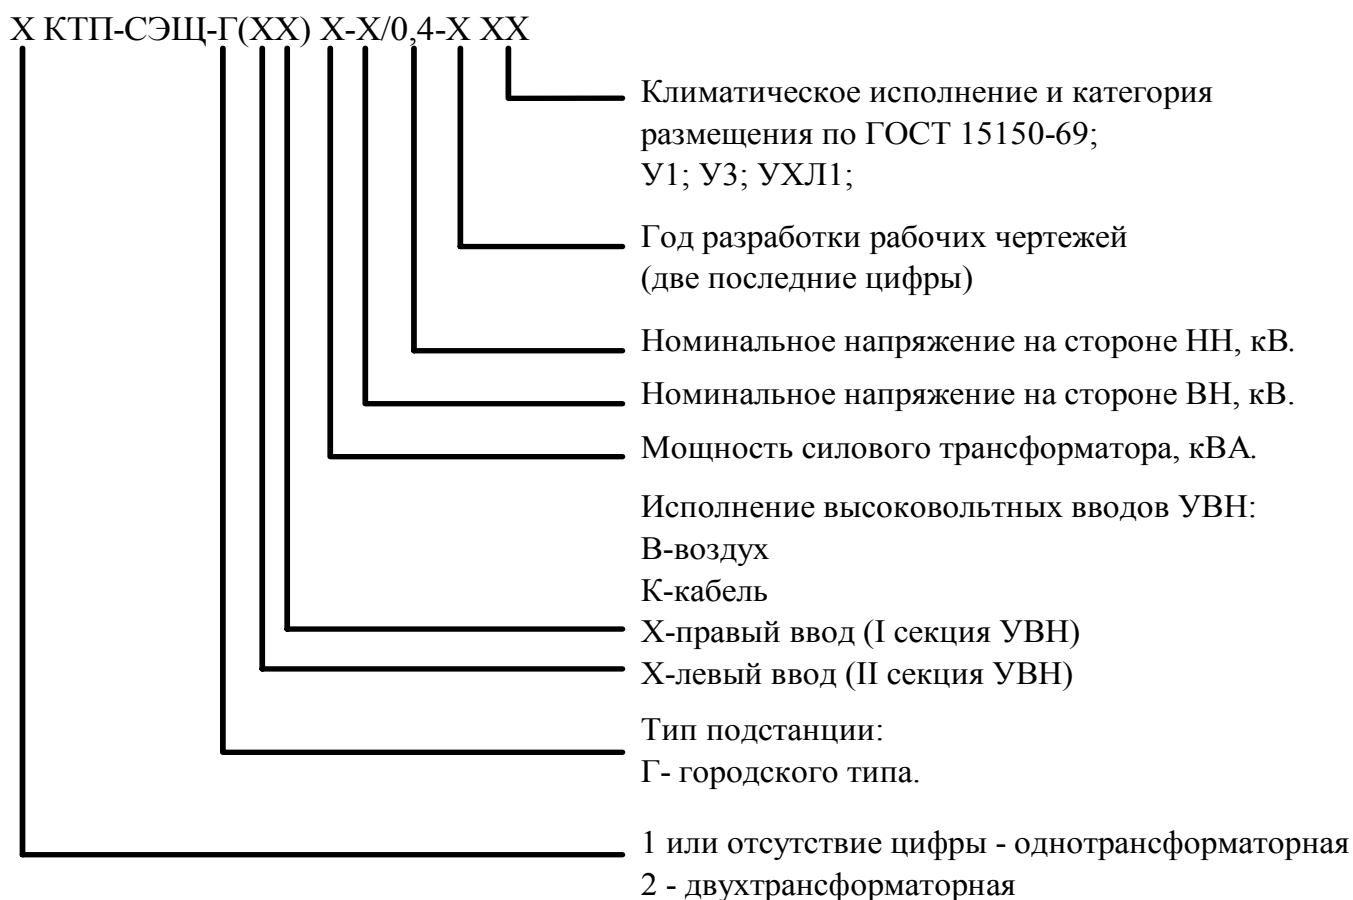 Х КТП-СЭЩ-Г(ХХ) Х-Х/0,4-Х ХХ
Климатическое исполнение и категория
размещения по ГОСТ 15150-69;
У1; У3; УХЛ1;
Год разработки рабочих чертежей
(две последние цифры)
Номинальное напряжение на стороне НН, кВ.
Номинальное напряжение на стороне ВН, кВ.
Мощность силового трансформатора, кВА.
Исполнение высоковольтных вводов УВН:
В-воздух
К-кабель
Х-правый ввод (I секция УВН)
Х-левый ввод (II секция УВН)
Тип подстанции:
Г- городского типа.
1 или отсутствие цифры - однотрансформаторная
2 - двухтрансформаторная